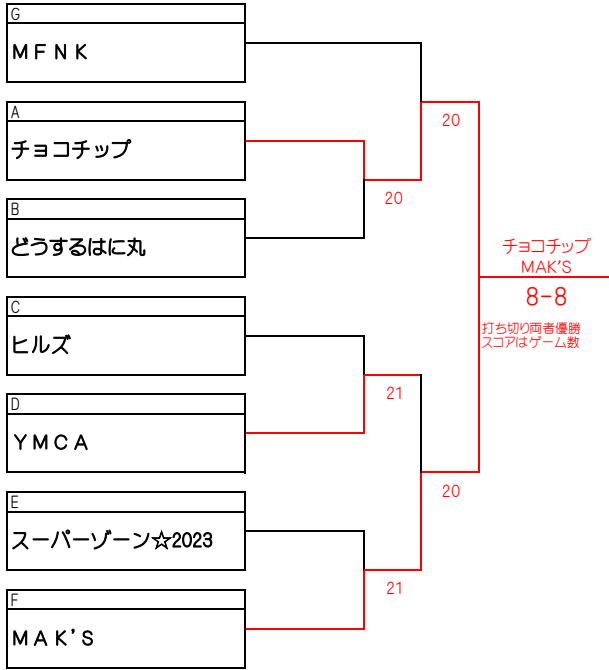 G
ＭＦＮＫ
A
チョコチップ
20
20
B
どうするはに丸
チョコチップ
MAK'S
8-8
打ち切り両者優勝
スコアはゲーム数
C
ヒルズ
21
D
ＹＭＣＡ
20
E
スーパーゾーン☆2023
21
F
ＭＡＫ'Ｓ